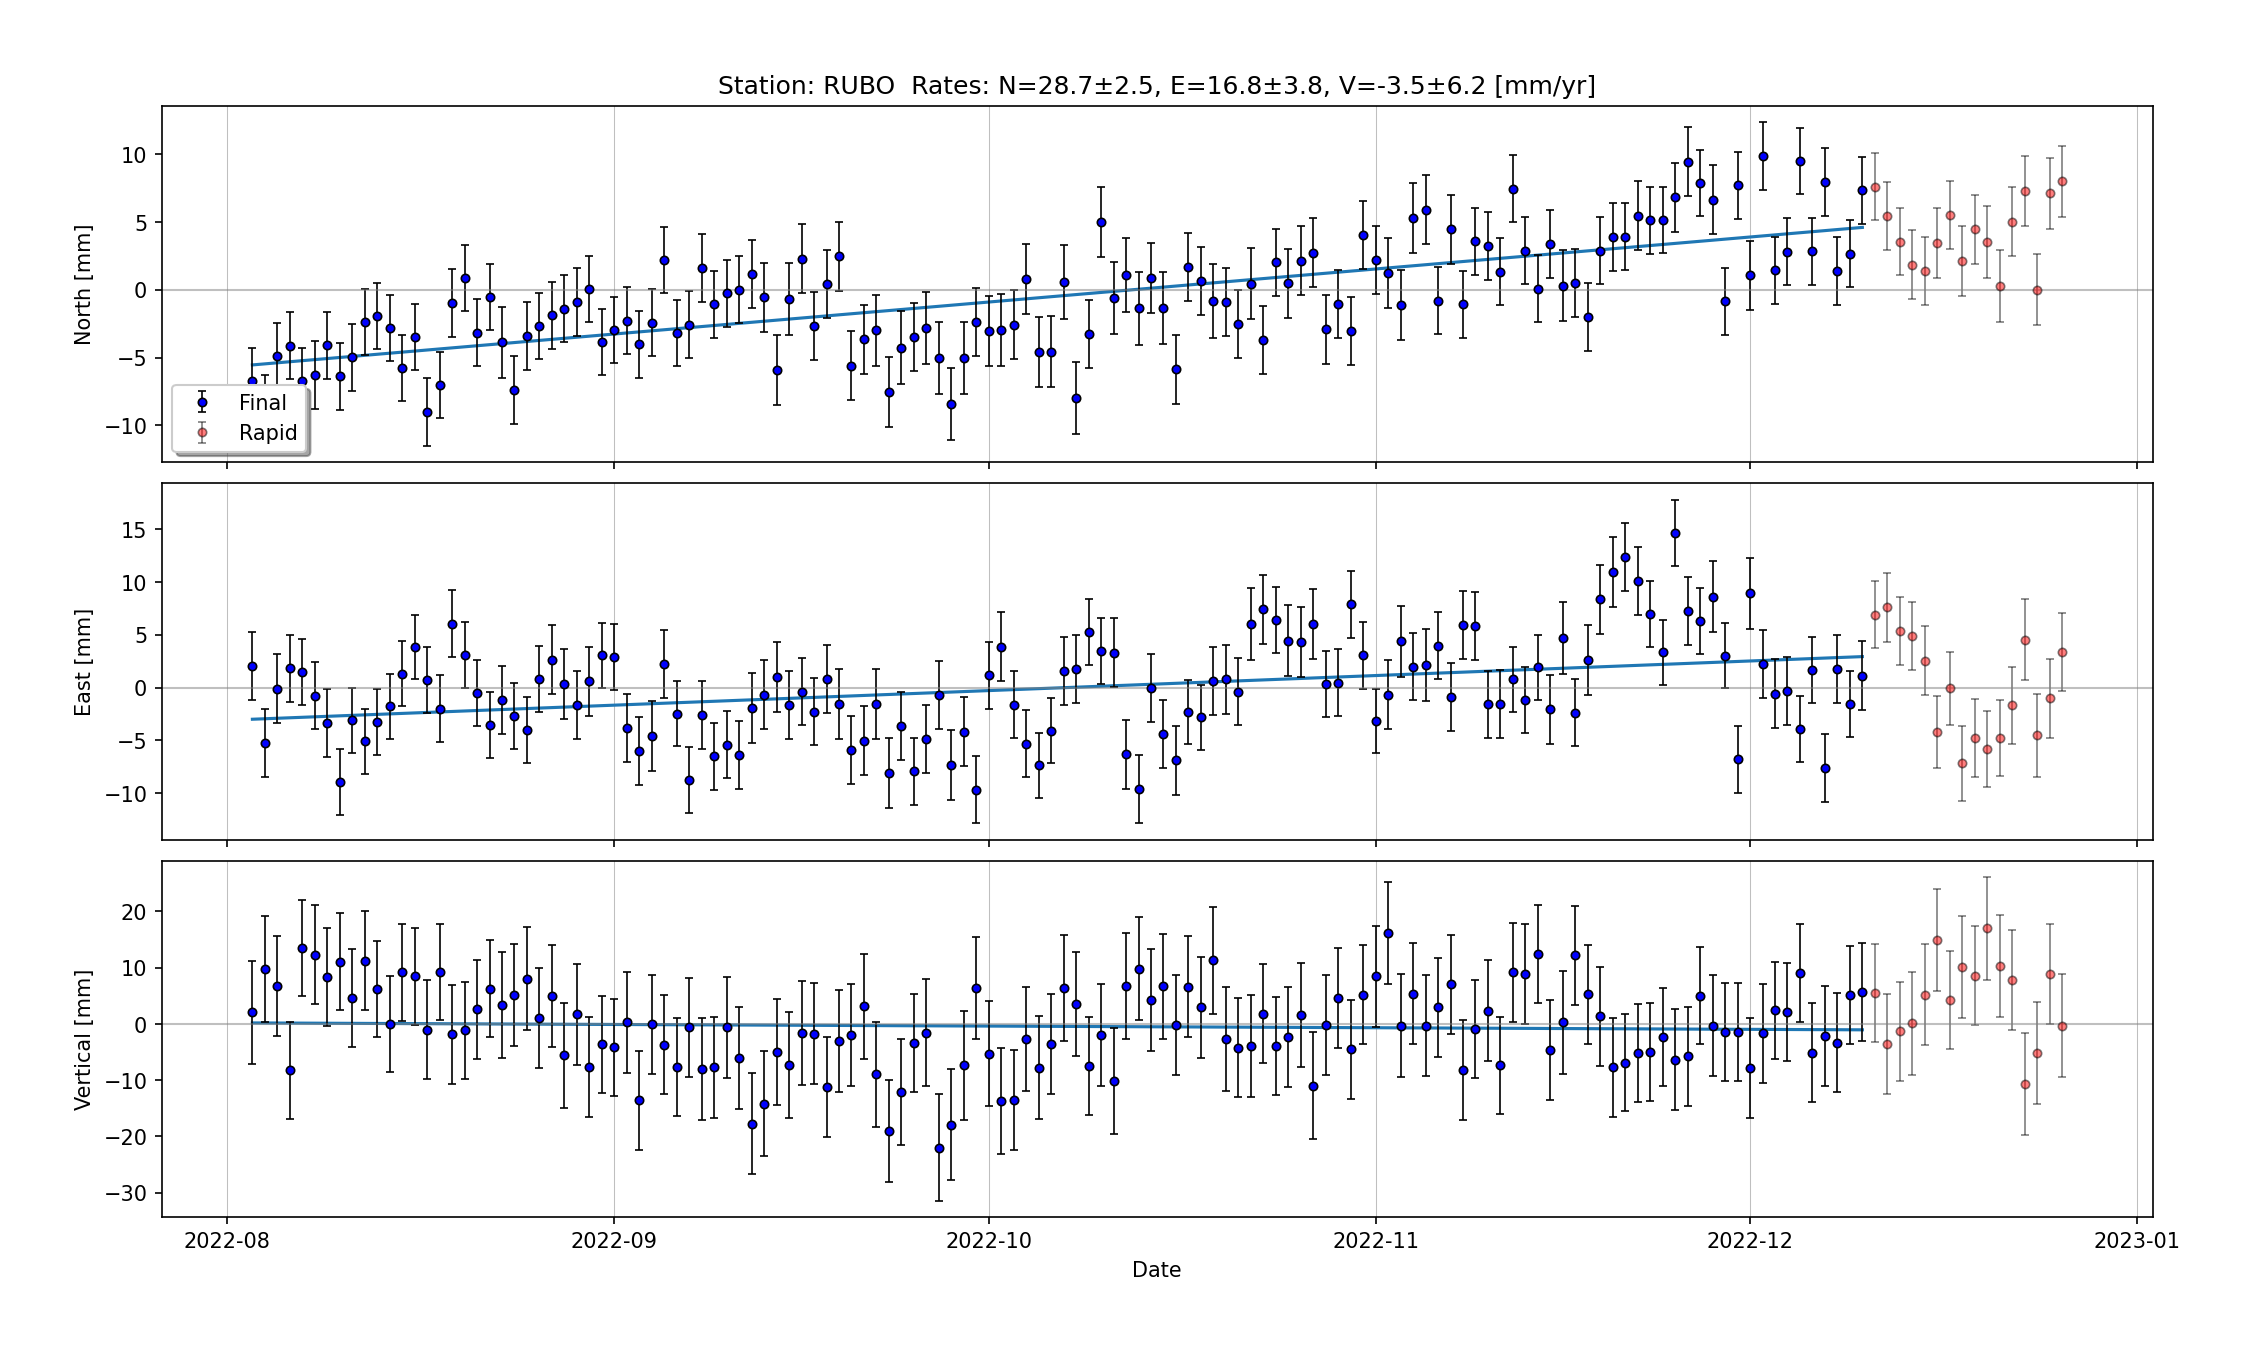 Station: RUBO  Rates: N=28.7±2.5, E=16.8±3.8, V=-3.5±6.2 [mm/yr]
North [mm]
10
5
0
−5
−10
Final
Rapid
East [mm]
15
10
5
0
−5
−10
Vertical [mm]
20
10
0
−10
−20
−30
2022-08 2022-09 2022-10 2022-11 2022-12 2023-01
Date